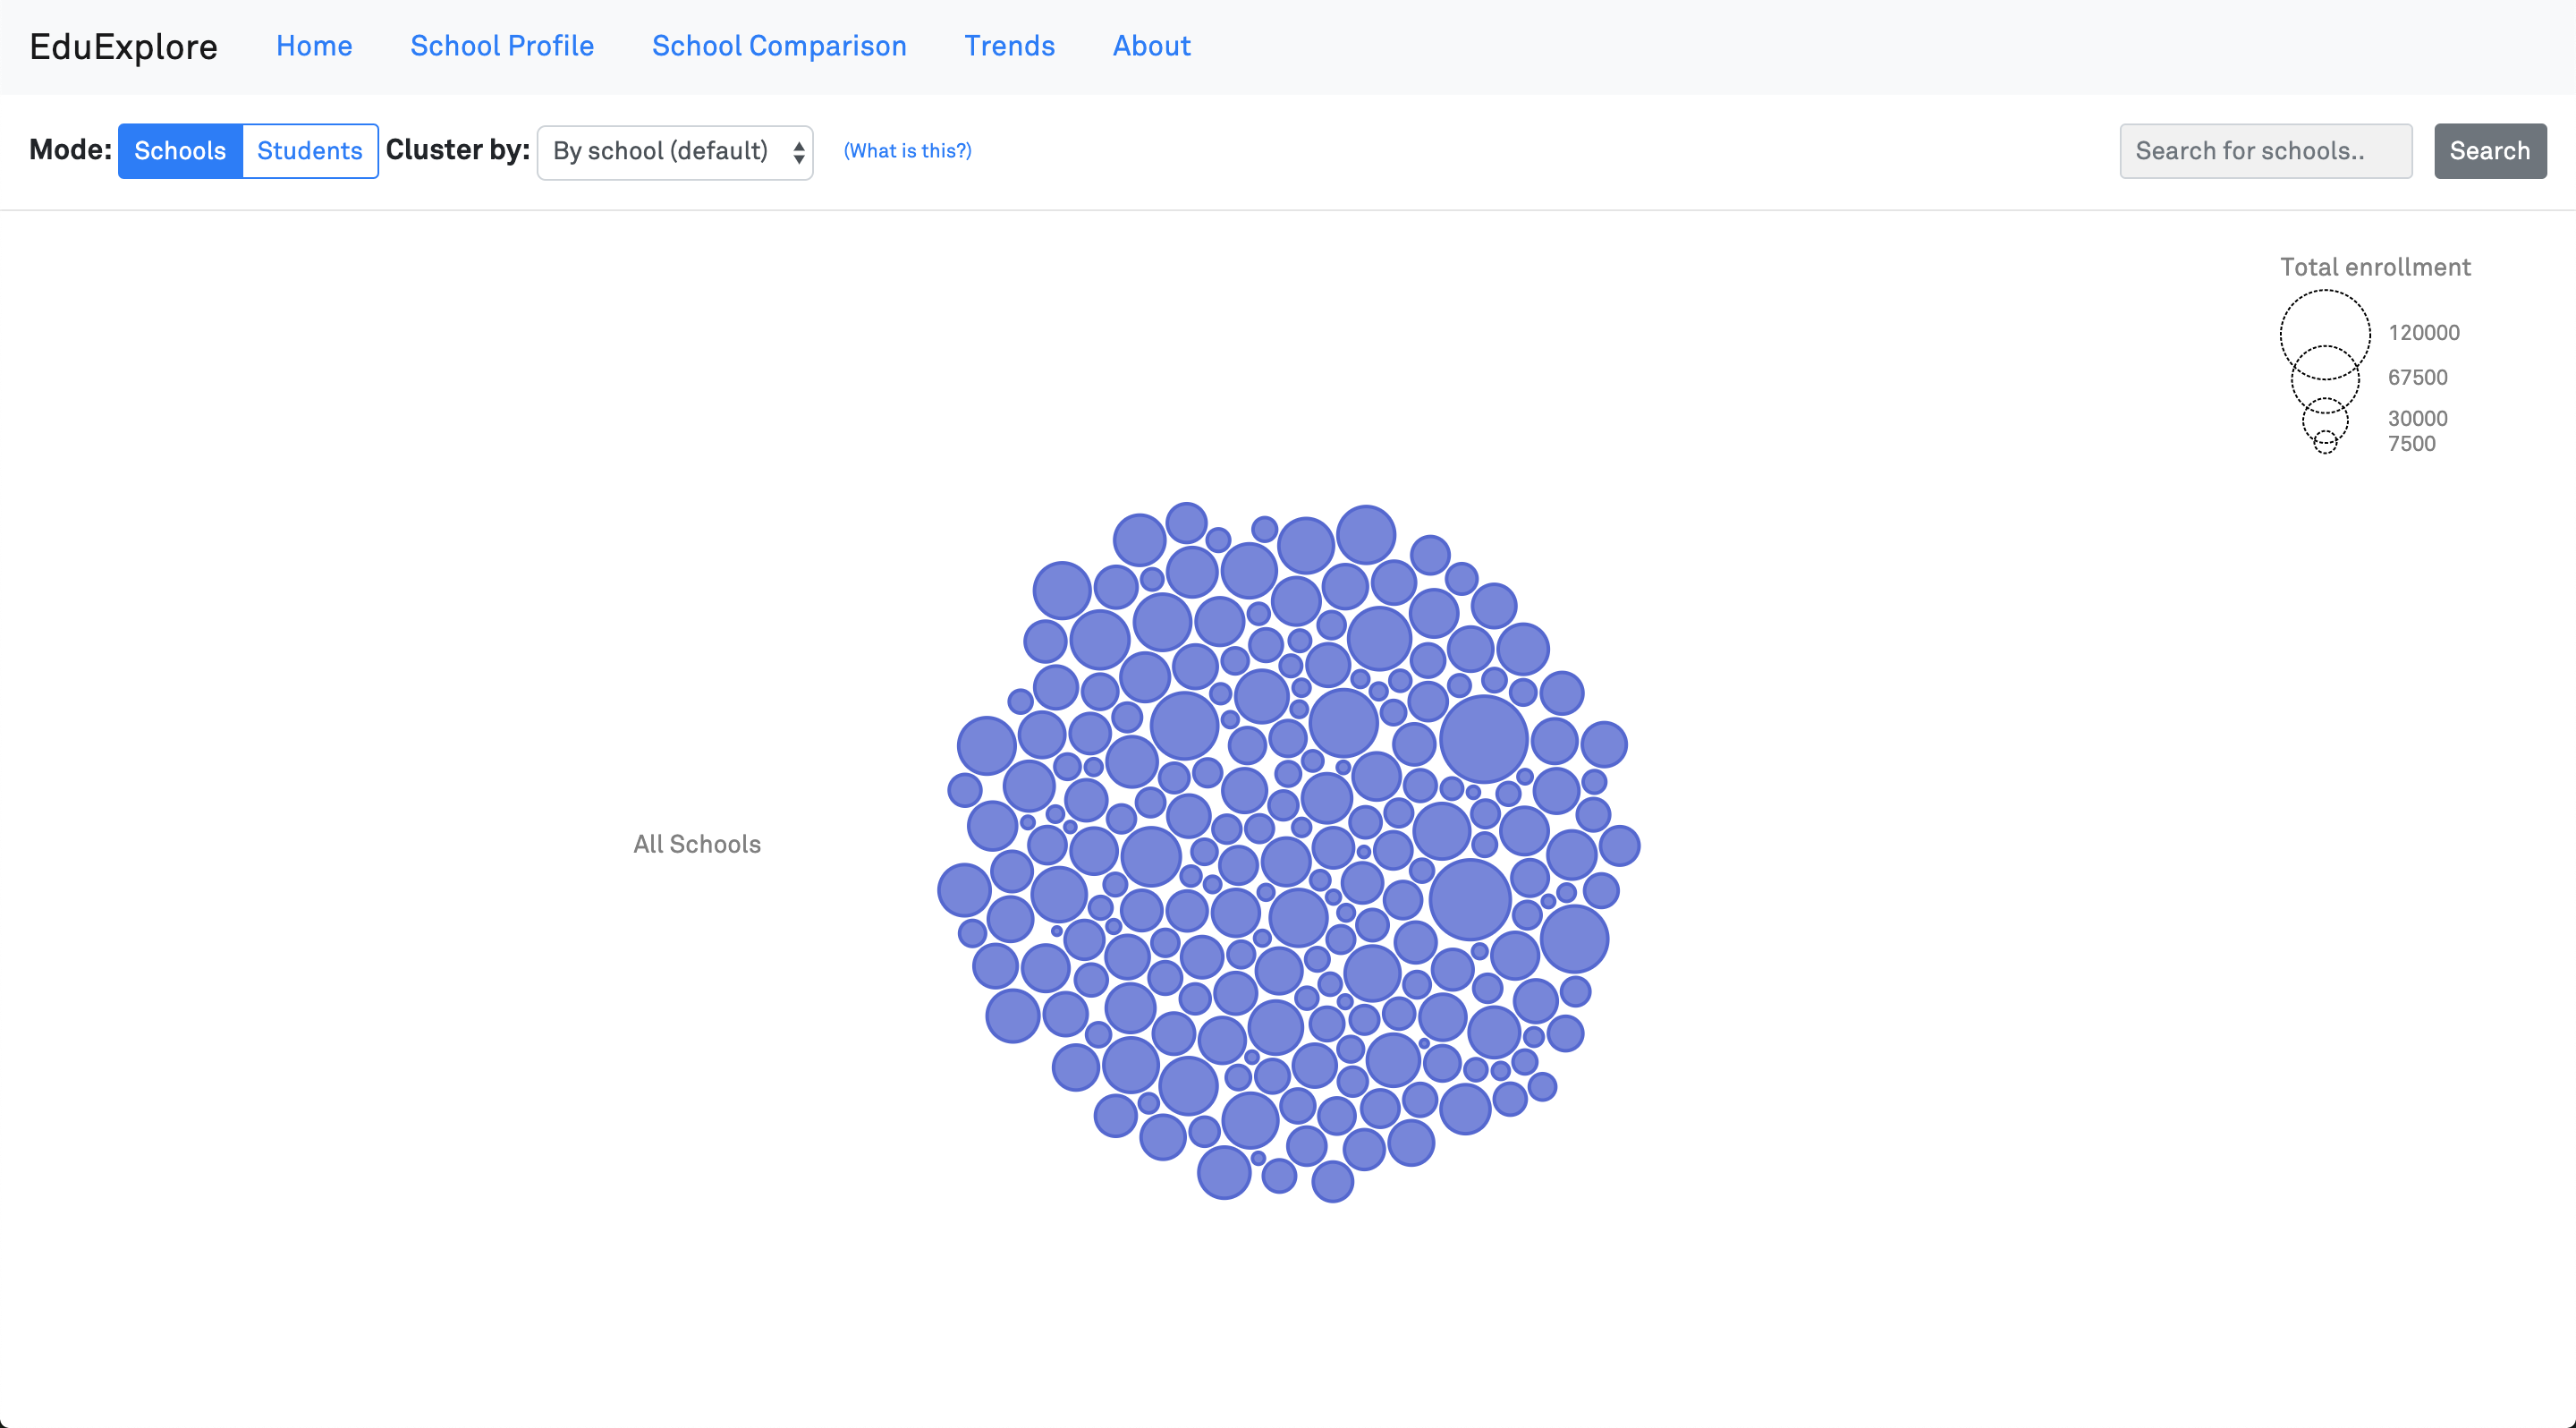 EduExplore Home School Profile School Comparison Trends About
Mode: Schools Students Cluster by: By school (default) (What is this?) Search for schools.. Search
Total enrollment
120000
67500
30000
7500
All Schools